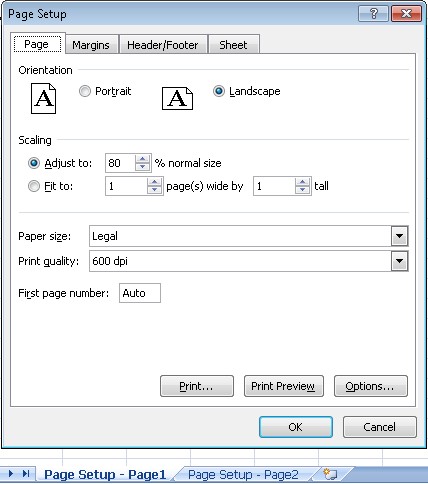 Page Setup
Page Margins Header/Footer Sheet
Orientation
A Portrait A Landscape
Scaling
Adjust to: 80 % normal size
Fit to: 1 page(s) wide by 1 tall
Paper size: Legal
Print quality: 600 dpi
First page number: Auto
Print... Print Preview Options...
OK Cancel
Page Setup - Page1 Page Setup - Page2